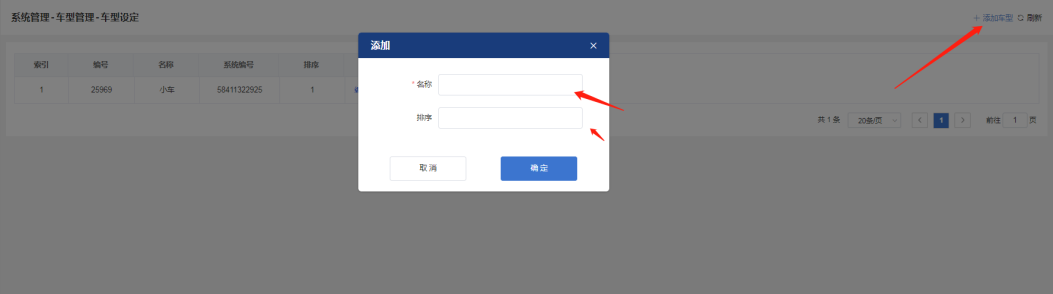 系统管理-车型管理-车型设定
+ 添加车型 刷新
添加 ×
索引 编号 名称 系统编号 排序
* 名称
1 25969 小车 58411322925 1
排序
共 1 条 20条/页 < 1 > 前往 1 页
取消 确定